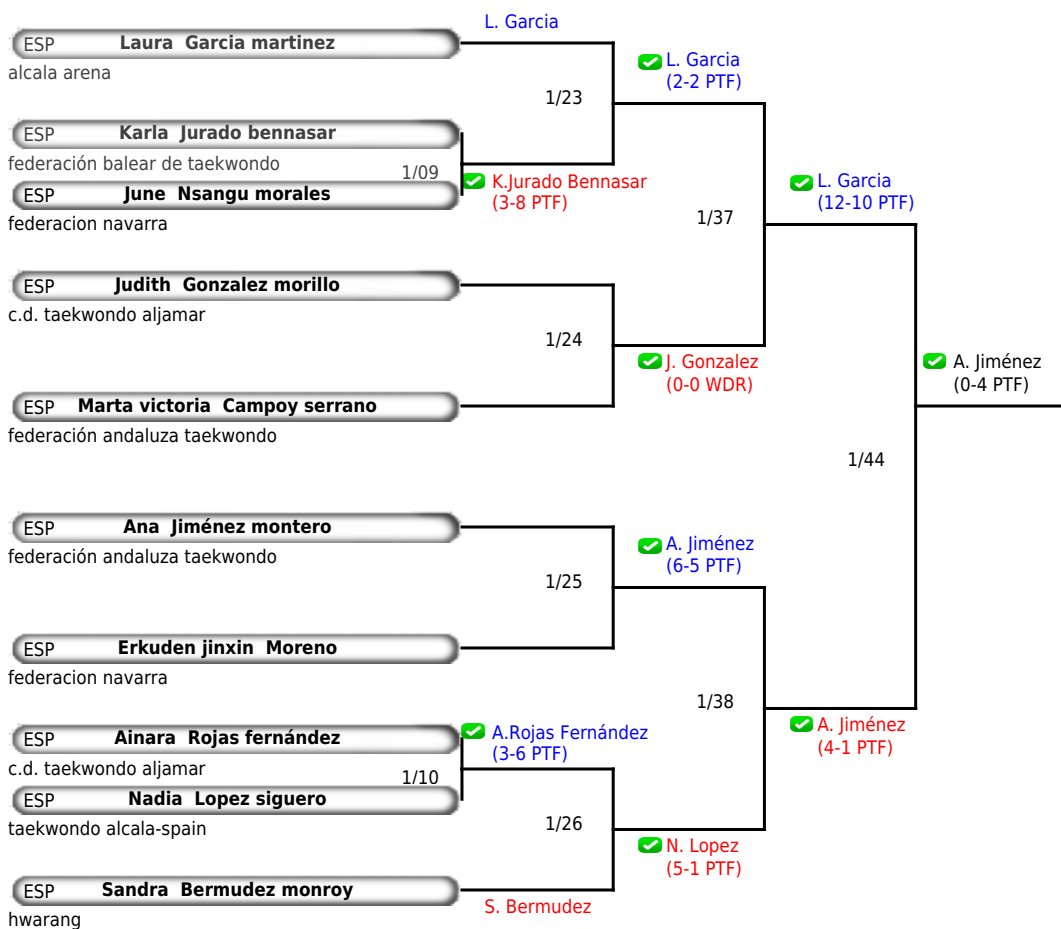 L. Garcia
ESP Laura Garcia martinez
alcala arena
L. Garcia
(2-2 PTF)
1/23
ESP Karla Jurado bennasar
federación balear de taekwondo
1/09
K.Jurado Bennasar
(3-8 PTF)
ESP June Nsangu morales
federacion navarra
L. Garcia
(12-10 PTF)
1/37
ESP Judith Gonzalez morillo
c.d. taekwondo aljamar
1/24
J. Gonzalez
(0-0 WDR)
A. Jiménez
(0-4 PTF)
ESP Marta victoria Campoy serrano
federación andaluza taekwondo
1/44
ESP Ana Jiménez montero
federación andaluza taekwondo
A. Jiménez
(6-5 PTF)
1/25
ESP Erkuden jinxin Moreno
federacion navarra
1/38
A. Jiménez
(4-1 PTF)
ESP Ainara Rojas fernández
c.d. taekwondo aljamar
A.Rojas Fernández
(3-6 PTF)
1/10
ESP Nadia Lopez siguero
taekwondo alcala-spain
1/26
N. Lopez
(5-1 PTF)
ESP Sandra Bermudez monroy
hwarang
S. Bermudez